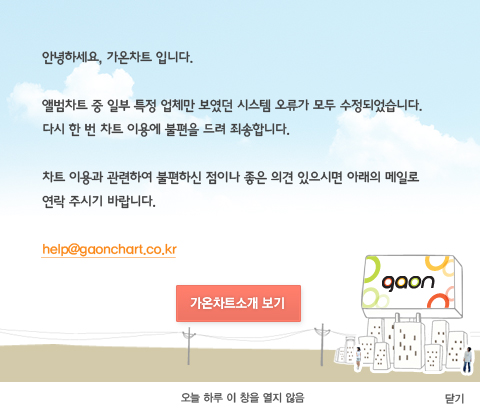 안녕하세요, 가온차트 입니다.
앨범차트 중 일부 특정 업체만 보였던 시스템 오류가 모두 수정되었습니다.
다시 한 번 차트 이용에 불편을 드려 죄송합니다.
차트 이용과 관련하여 불편하신 점이나 좋은 의견 있으시면 아래의 메일로
연락 주시기 바랍니다.
help@gaonchart.co.kr
gaon
가온차트소개 보기
오늘 하루 이 창을 열지 않음
닫기